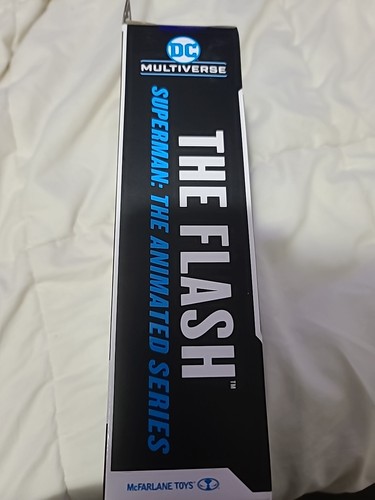 DC
MULTIVERSE
THE FLASH™
SUPERMAN: THE ANIMATED SERIES
McFARLANE TOYS